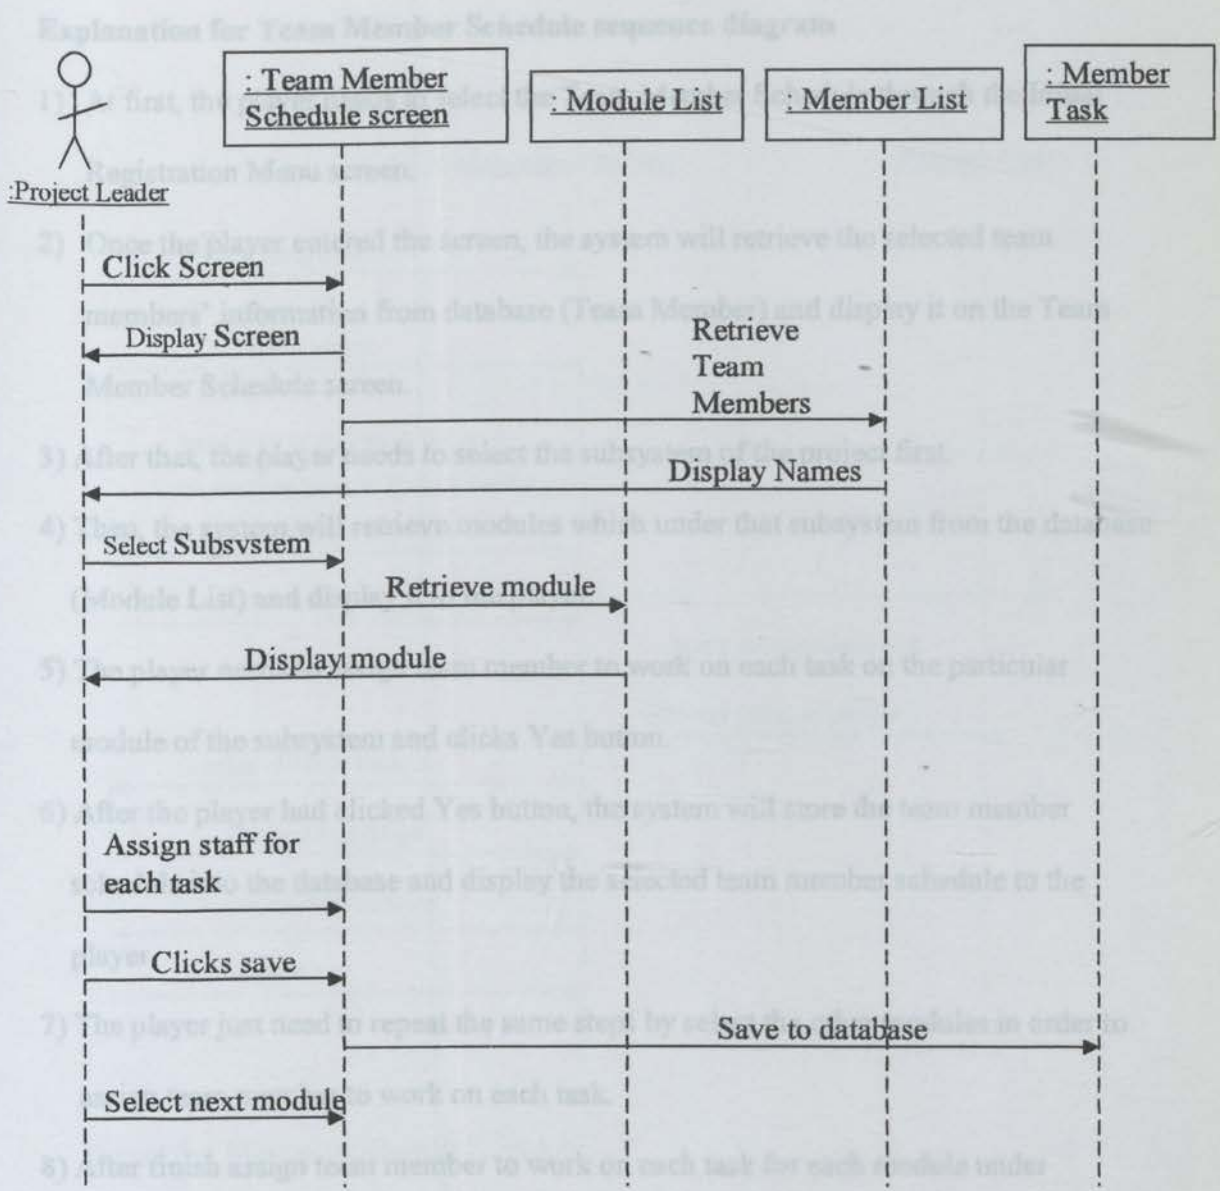 Explanation for Team Member Schedule sequence diagram
: Team Member
Schedule screen
: Module List
: Member List
: Member
Task
1) At first, the player needs to select the Team Member Schedule through the
Registration Menu screen.
:Project Leader
2) Once the player entered the screen, the system will retrieve the selected team
Click Screen
members' information from database (Team Member) and display it on the Team
Display Screen
Retrieve
Team
Members
Member Schedule screen.
3) After that, the player needs to select the subsystem of the project first.
Display Names
4) Then, the system will retrieve modules which under that subsystem from the database
Select Subsystem
Retrieve module
(Module List) and display
Display module
5) The player team member to work on each task on the particular
module of the subsystem and clicks Yes button.
6) After the player had clicked Yes button, the system will store the team member
Assign staff for
each task
to the database and display the selected team member schedule to the
player.
Clicks save
7) The player just need to repeat the same steps by select the other modules in order to
Save to database
to work on each task.
Select next module
8) After finish assign team member to work on each task for each module under